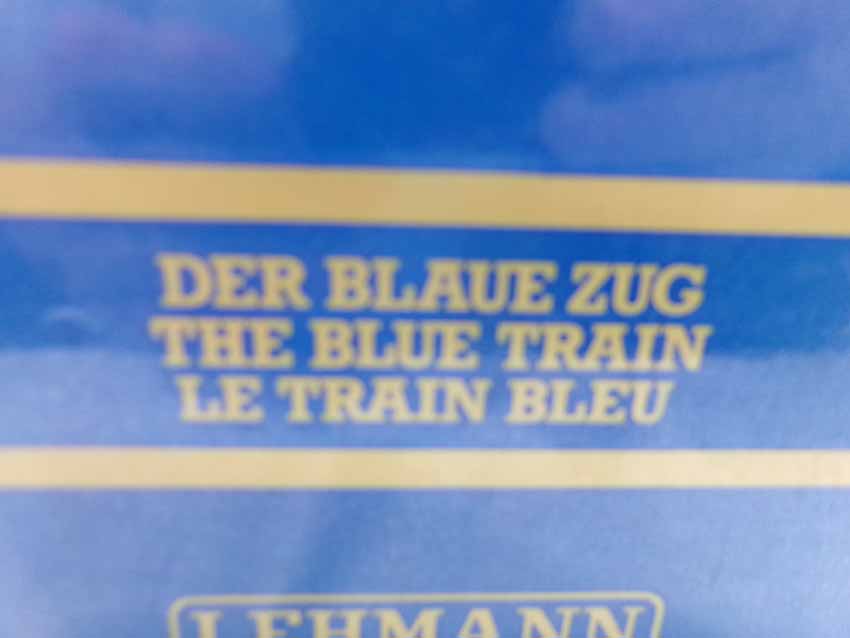 DER BLAUE ZUG
THE BLUE TRAIN
LE TRAIN BLEU
LEHMANN